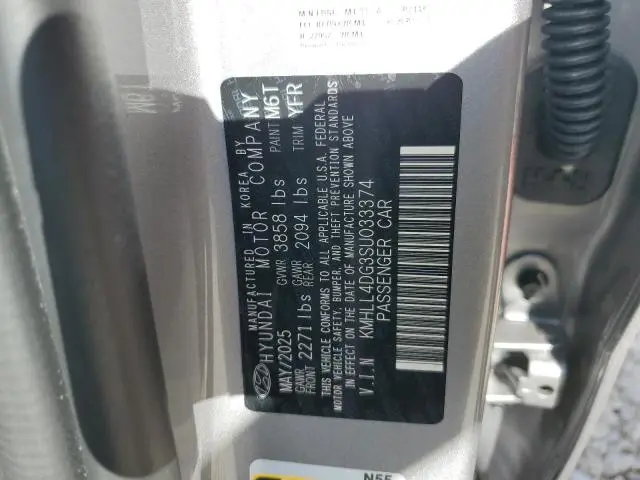 MANUFACTURED IN KOREA BY
HYUNDAI MOTOR COMPANY
MAY/2025 GVWR 3858 lbs PAINT M6T
GAWR FRONT 2271 lbs GAWR REAR 2094 lbs TRIM YFR
THIS VEHICLE CONFORMS TO ALL APPLICABLE U.S.A. FEDERAL
MOTOR VEHICLE SAFETY, BUMPER, AND THEFT PREVENTION STANDARDS
IN EFFECT ON THE DATE OF MANUFACTURE SHOWN ABOVE
V.I.N KMHLL4DG3SU033374
PASSENGER CAR
N55